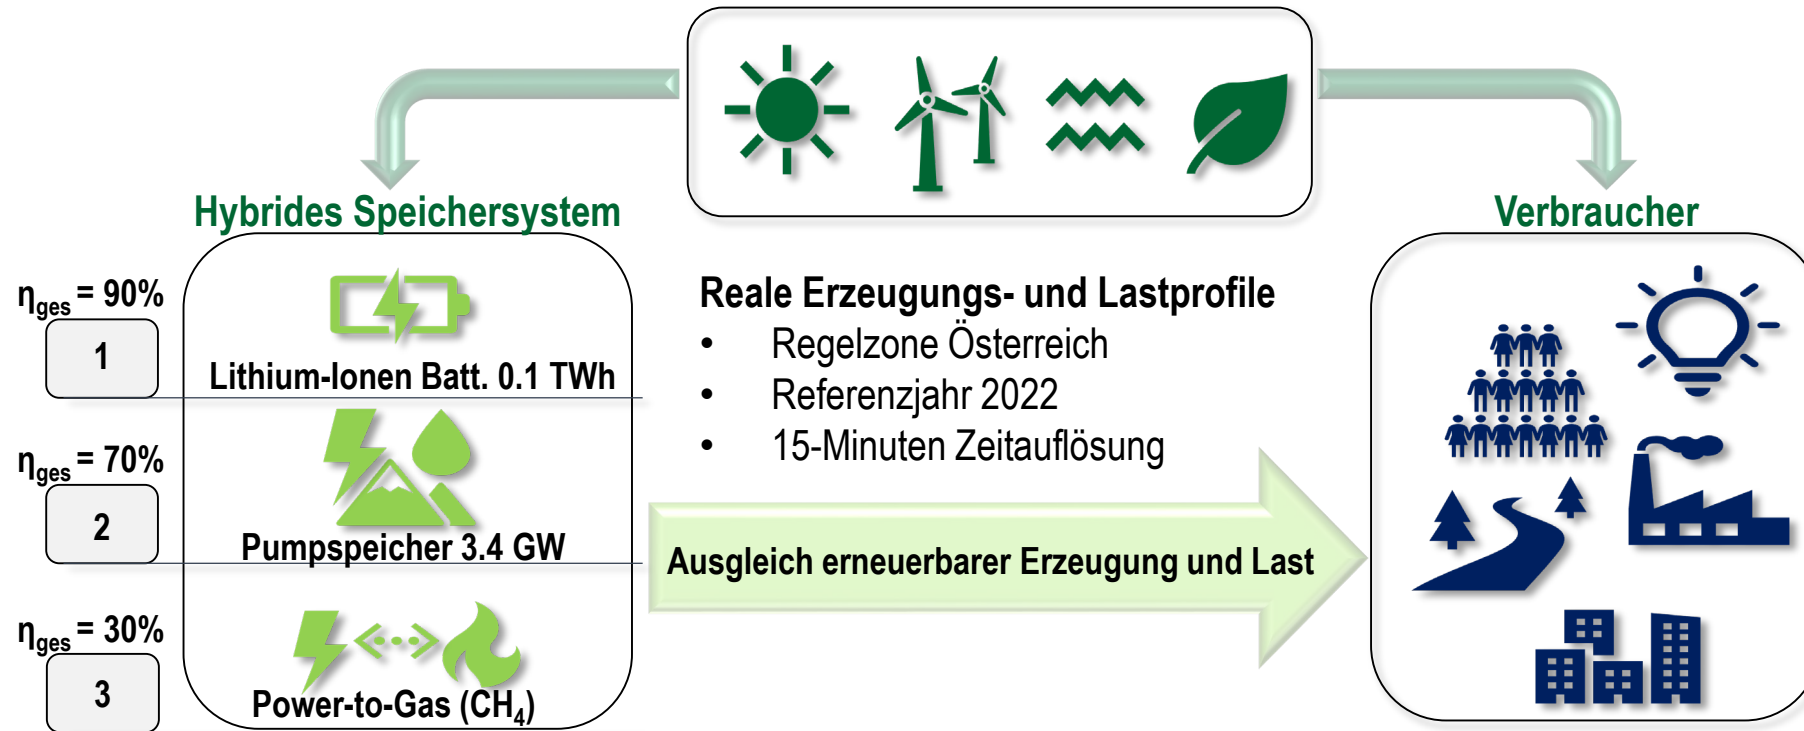 Hybrides Speichersystem
Verbraucher
ηges = 90%
1
Lithium-Ionen Batt. 0.1 TWh
ηges = 70%
2
Pumpspeicher 3.4 GW
ηges = 30%
3
Power-to-Gas (CH4)
Reale Erzeugungs- und Lastprofile
• Regelzone Österreich
• Referenzjahr 2022
• 15-Minuten Zeitauflösung
Ausgleich erneuerbarer Erzeugung und Last